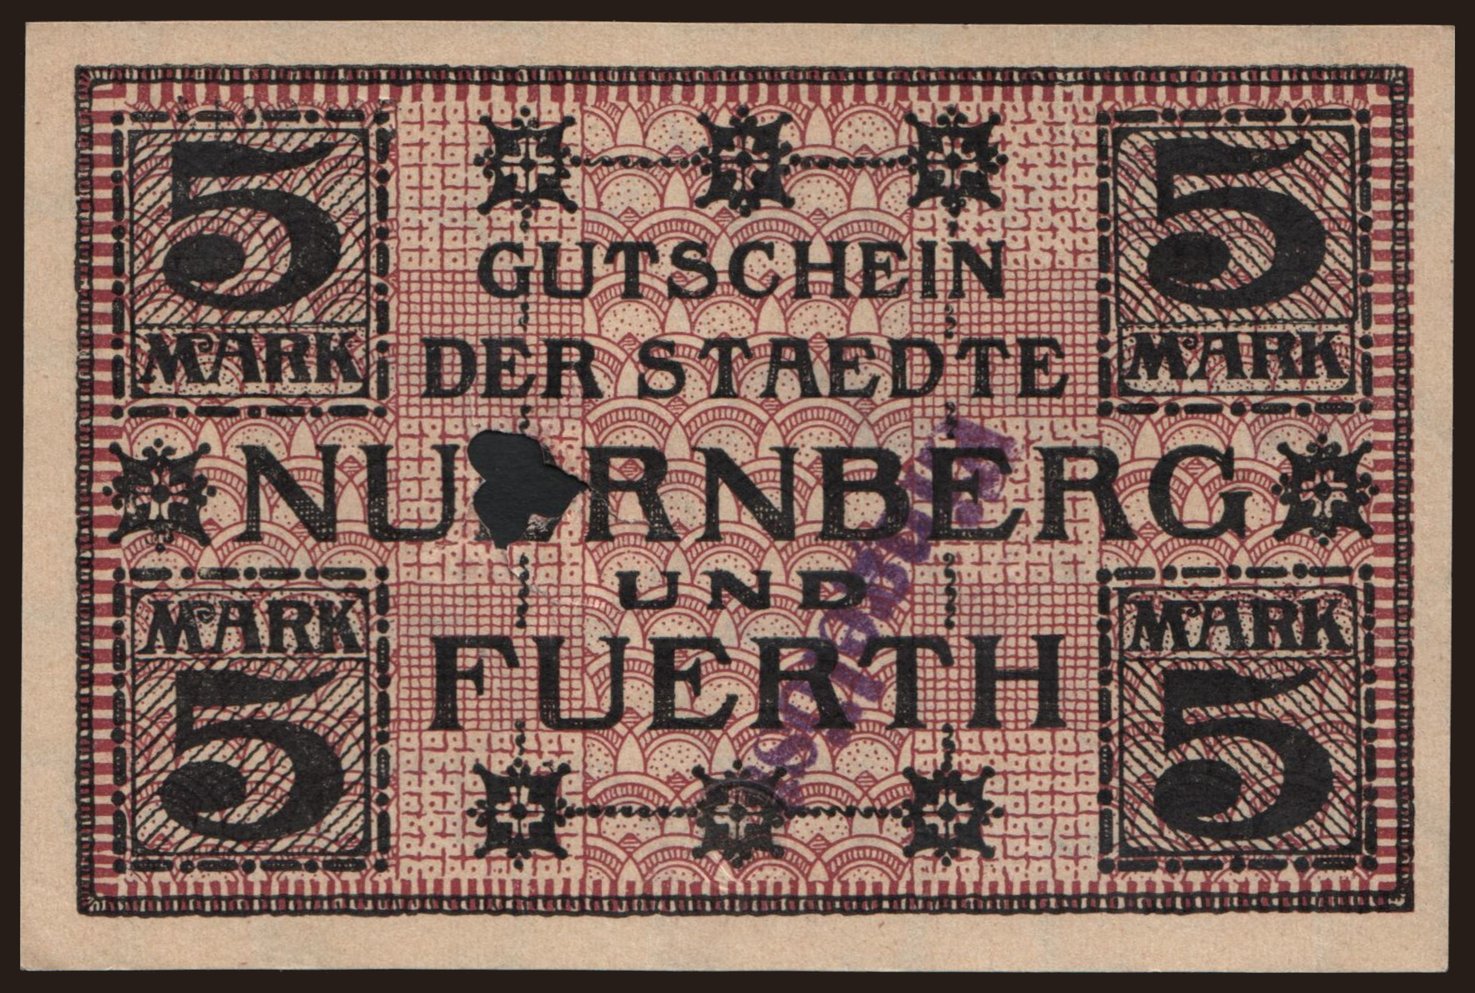 5 MARK
5 MARK
GUTSCHEIN
DER STAEDTE
NU RNBERG
UND
FUERTH
MARK 5
MARK 5